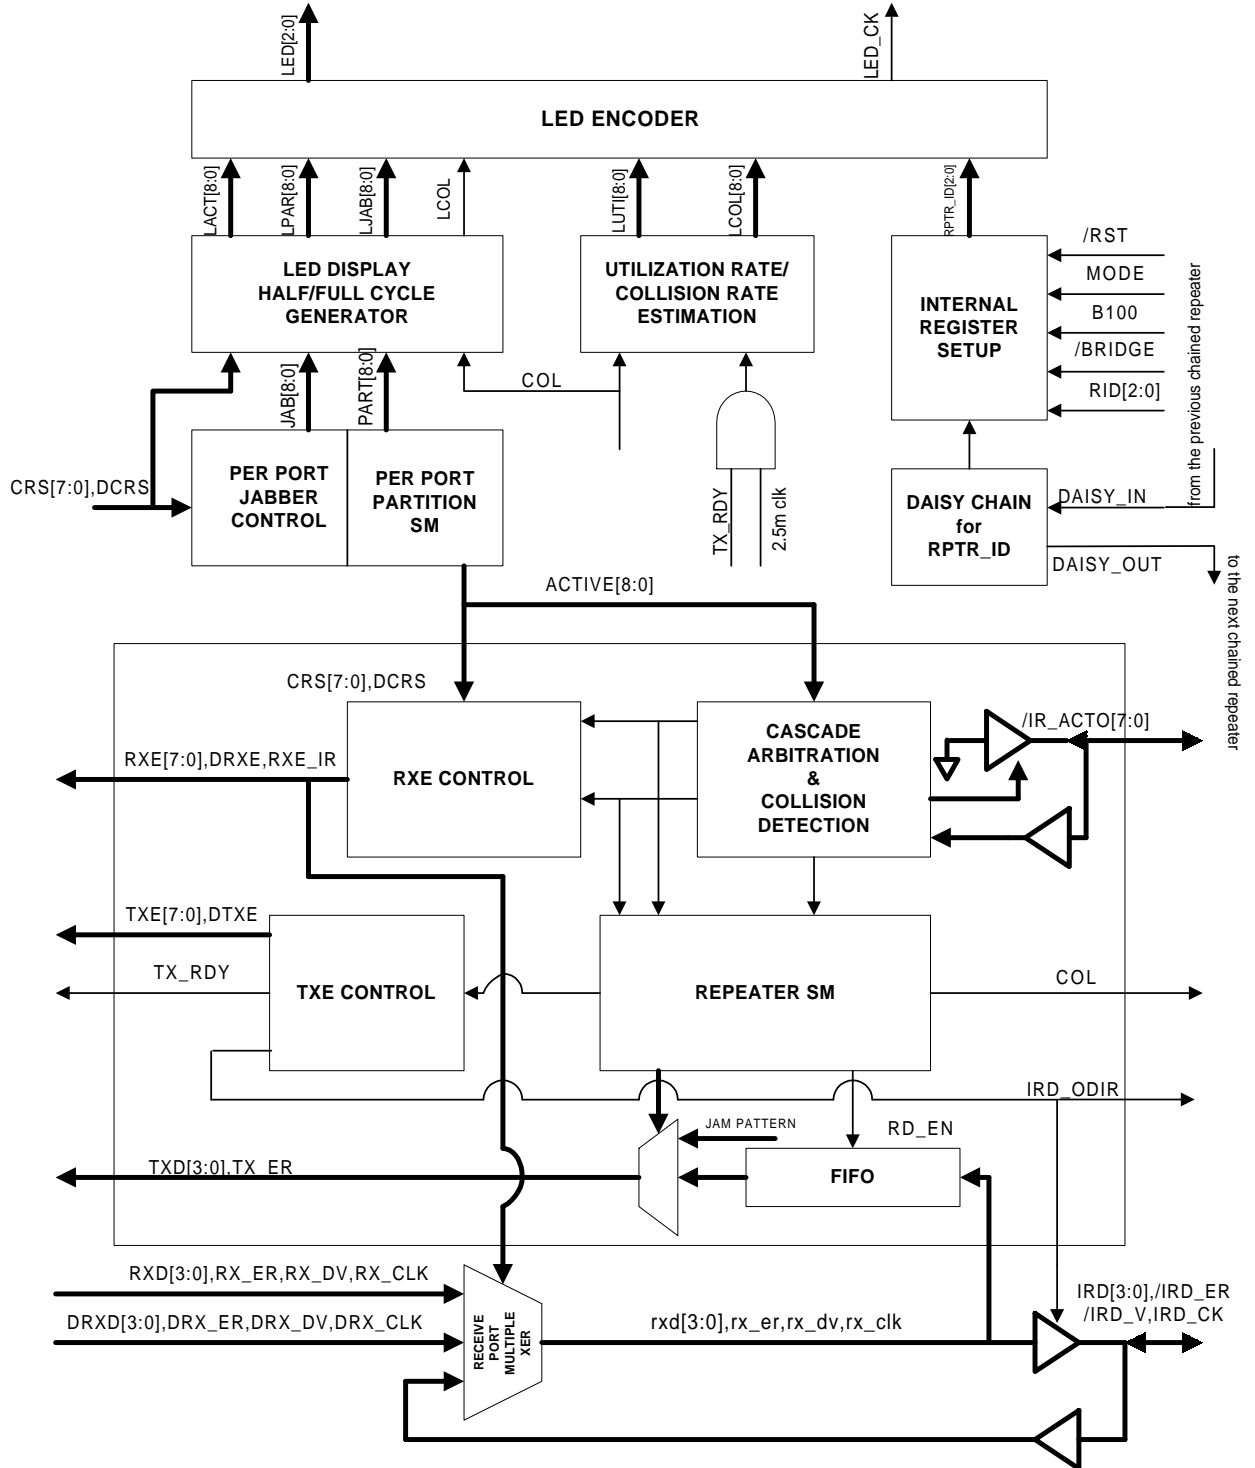 LED[2:0]
LED_CK
LED ENCODER
LACT[8:0]
LPAR[8:0]
LJAB[8:0]
LCOL
LUTI[8:0]
LCOL[8:0]
RPTR_ID[2:0]
LED DISPLAY
HALF/FULL CYCLE
GENERATOR
UTILIZATION RATE/
COLLISION RATE
ESTIMATION
INTERNAL
REGISTER
SETUP
/RST
MODE
B100
/BRIDGE
RID[2:0]
from the previous chained repeater
JAB[8:0]
PART[8:0]
COL
CRS[7:0],DCRS
PER PORT
JABBER
CONTROL
PER PORT
PARTITION
SM
TX_RDY
2.5m clk
DAISY CHAIN
for
RPTR_ID
DAISY_IN
DAISY_OUT
to the next chained repeater
ACTIVE[8:0]
CRS[7:0],DCRS
RXE[7:0],DRXE,RXE_IR
RXE CONTROL
CASCADE
ARBITRATION
&
COLLISION
DETECTION
/IR_ACTO[7:0]
TXE[7:0],DTXE
TX_RDY
TXE CONTROL
REPEATER SM
COL
IRD_ODIR
JAM PATTERN
RD_EN
TXD[3:0],TX_ER
FIFO
RXD[3:0],RX_ER,RX_DV,RX_CLK
DRXD[3:0],DRX_ER,DRX_DV,DRX_CLK
RECEIVE
PORT
MULTIPLE
XER
rxd[3:0],rx_er,rx_dv,rx_clk
IRD[3:0],/IRD_ER
/IRD_V,IRD_CK